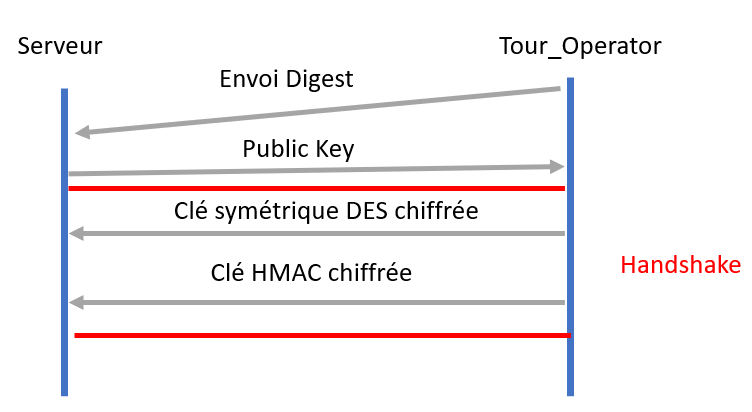 Serveur
Tour_Operator
Envoi Digest
Public Key
Clé symétrique DES chiffrée
Handshake
Clé HMAC chiffrée